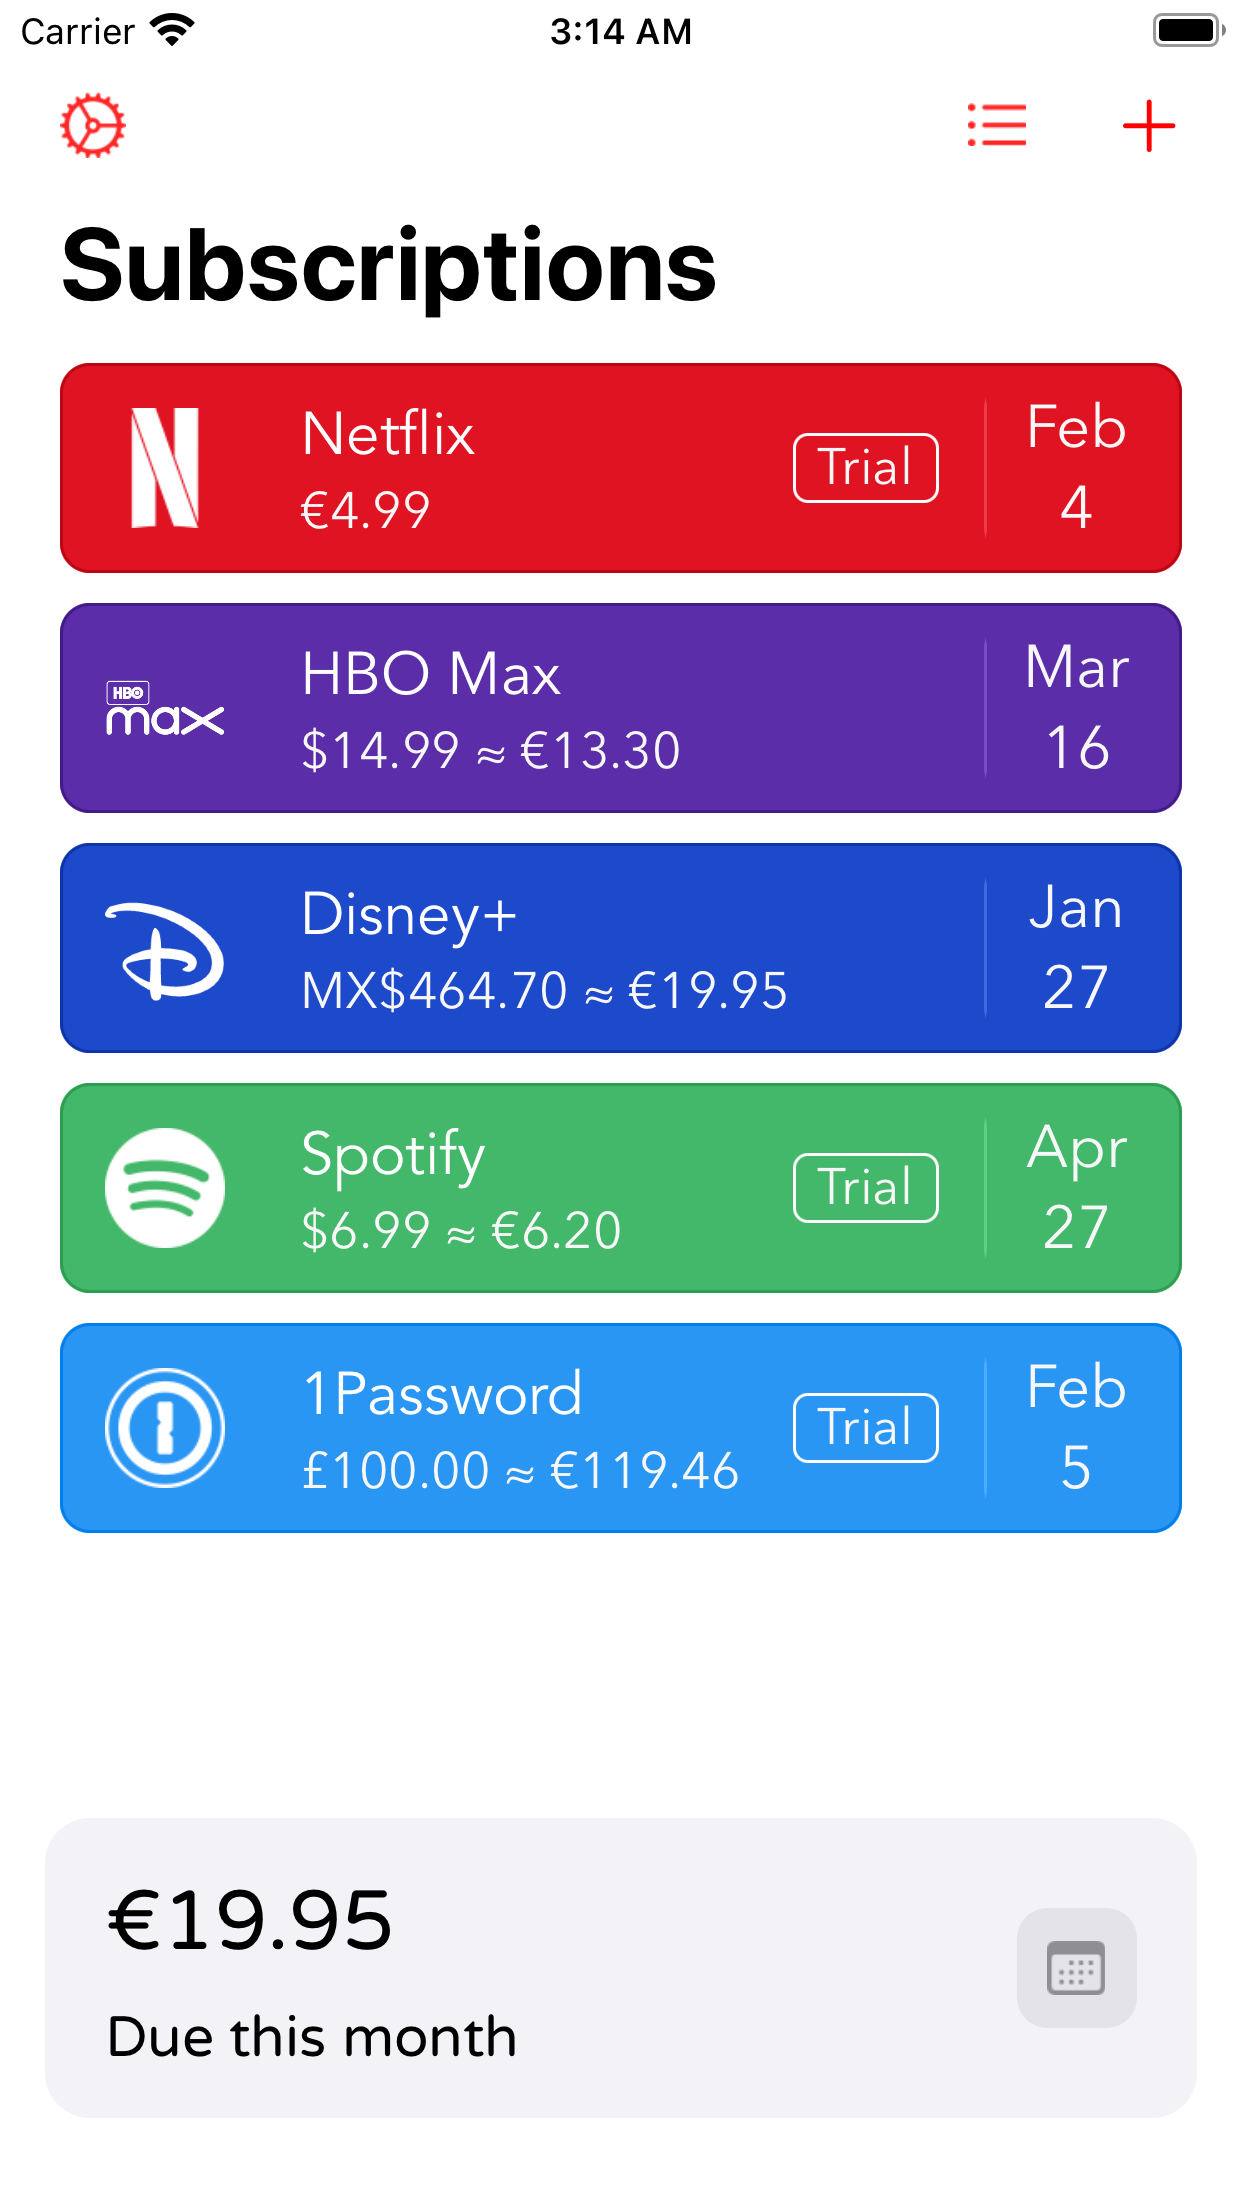 Carrier 3:14 AM
Subscriptions
Netflix
€4.99
Trial
Feb
4
HBO max
HBO Max
$14.99 ≈ €13.30
Mar
16
Disney+
MX$464.70 ≈ €19.95
Jan
27
Spotify
$6.99 ≈ €6.20
Trial
Apr
27
1Password
£100.00 ≈ €119.46
Trial
Feb
5
€19.95
Due this month